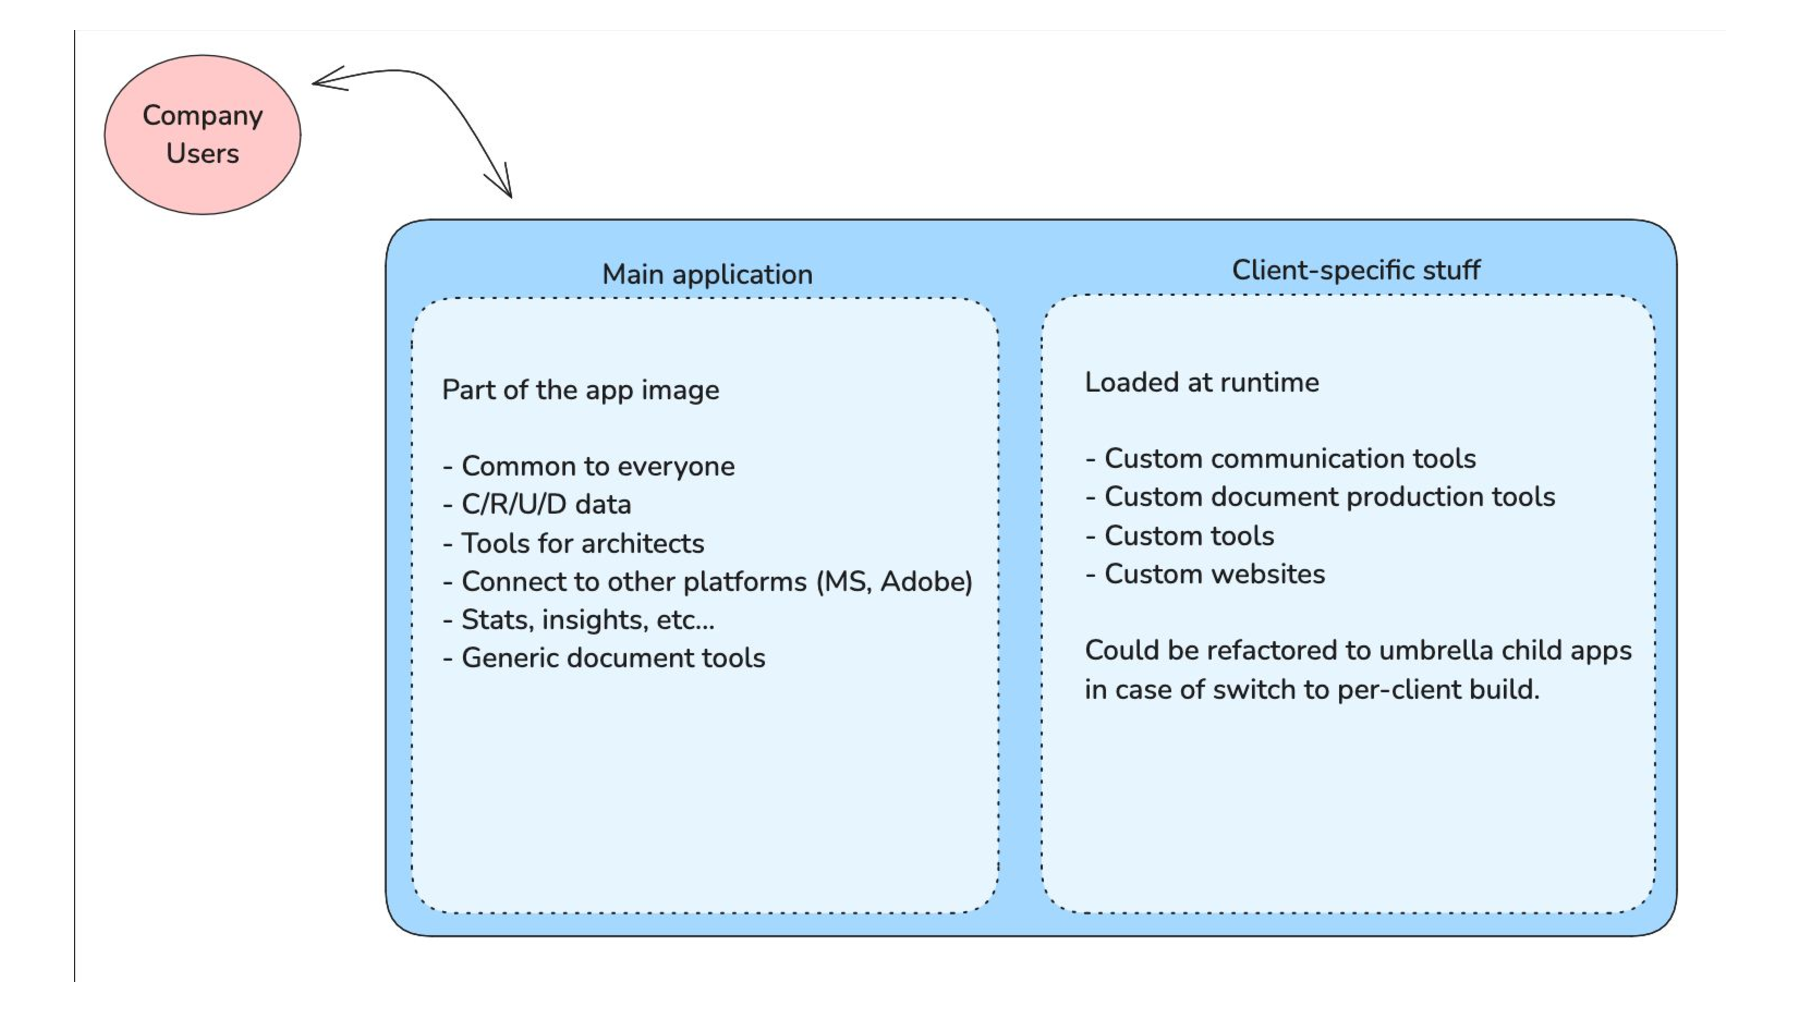 Company
Users
Main application
Part of the app image
- Common to everyone
- C/R/U/D data
- Tools for architects
- Connect to other platforms (MS, Adobe)
- Stats, insights, etc...
- Generic document tools
Client-specific stuff
Loaded at runtime
- Custom communication tools
- Custom document production tools
- Custom tools
- Custom websites
Could be refactored to umbrella child apps
in case of switch to per-client build.